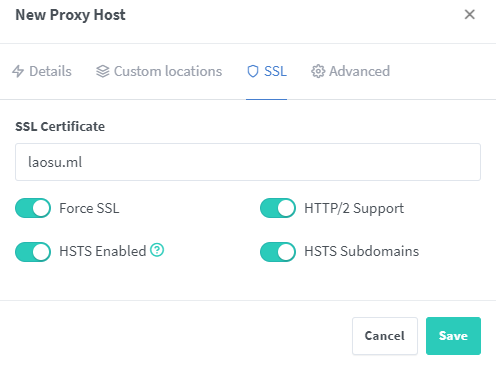 New Proxy Host
Details Custom locations SSL Advanced
SSL Certificate
laosu.ml
Force SSL HTTP/2 Support
HSTS Enabled HSTS Subdomains
Cancel Save